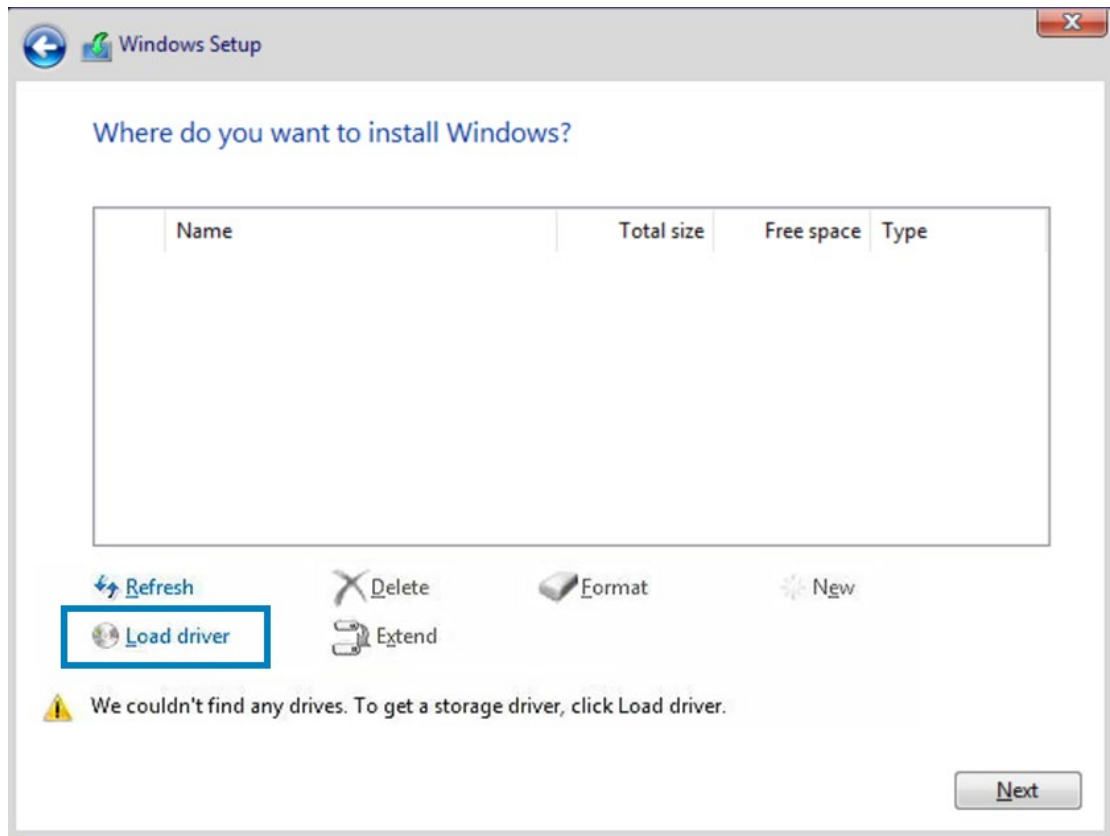 Windows Setup
Where do you want to install Windows?
Name Total size Free space Type
Refresh Delete Format New
Load driver Extend
We couldn't find any drives. To get a storage driver, click Load driver.
Next